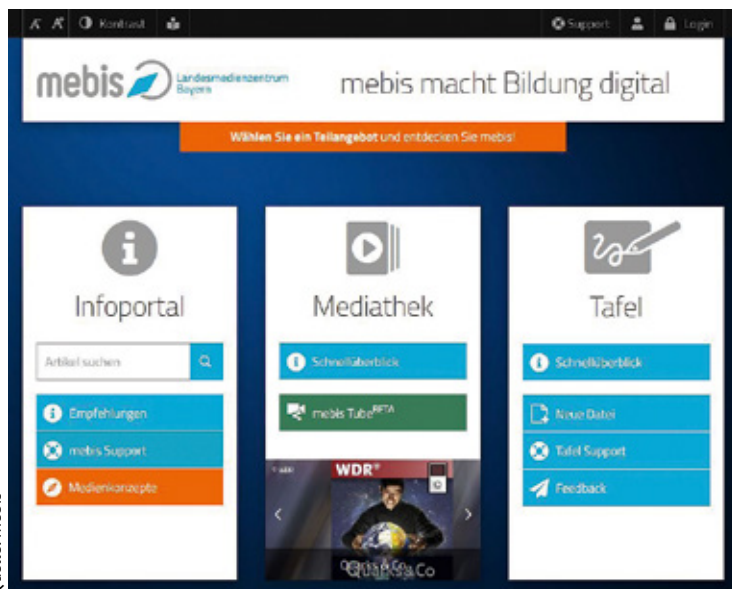 Kontrast
Support
Login
mebis Landesmedienzentrum
Bayern
mebis macht Bildung digital
Wählen Sie ein Teilangebot und entdecken Sie mebis!
Infoportal
Artikel suchen
Empfehlungen
mebis Support
Medienkonzepte
Mediathek
Schnellüberblick
mebis Tube BETA
WDR®
Quarks & Co
Tafel
Schnellüberblick
Neue Datei
Tafel Support
Feedback